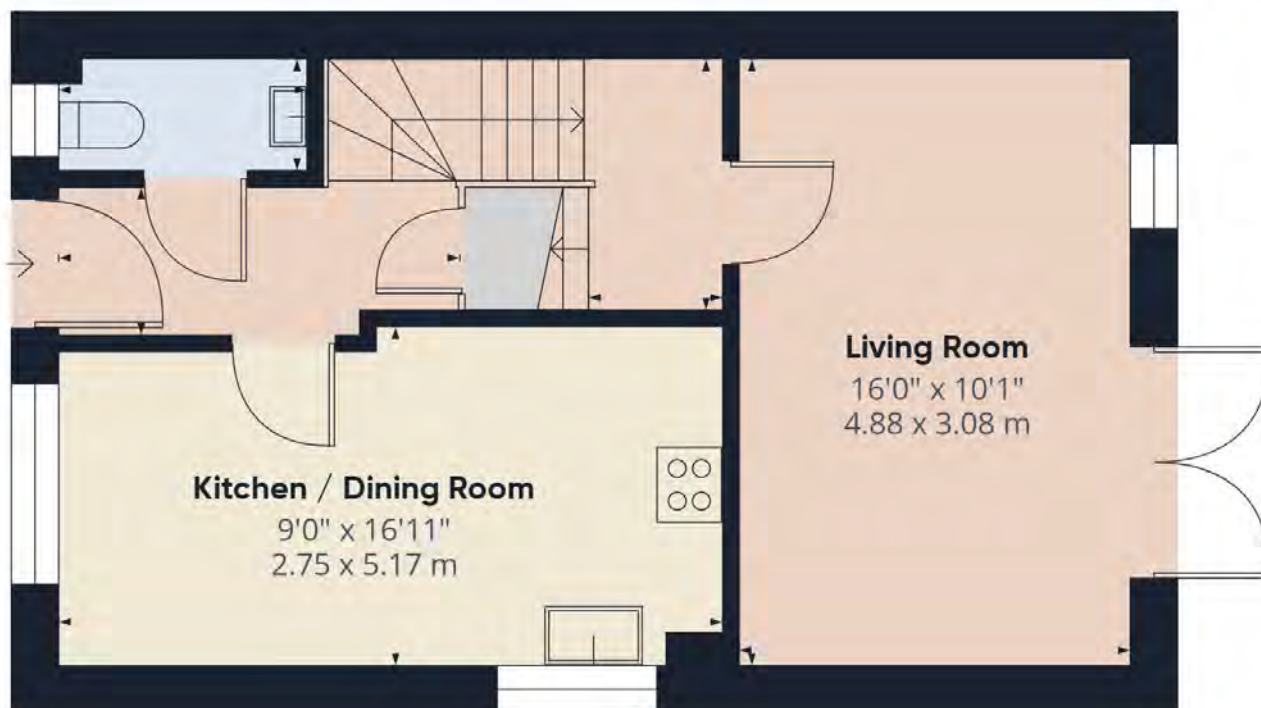 Living Room
16'0" x 10'1"
4.88 x 3.08 m
Kitchen / Dining Room
9'0" x 16'11"
2.75 x 5.17 m